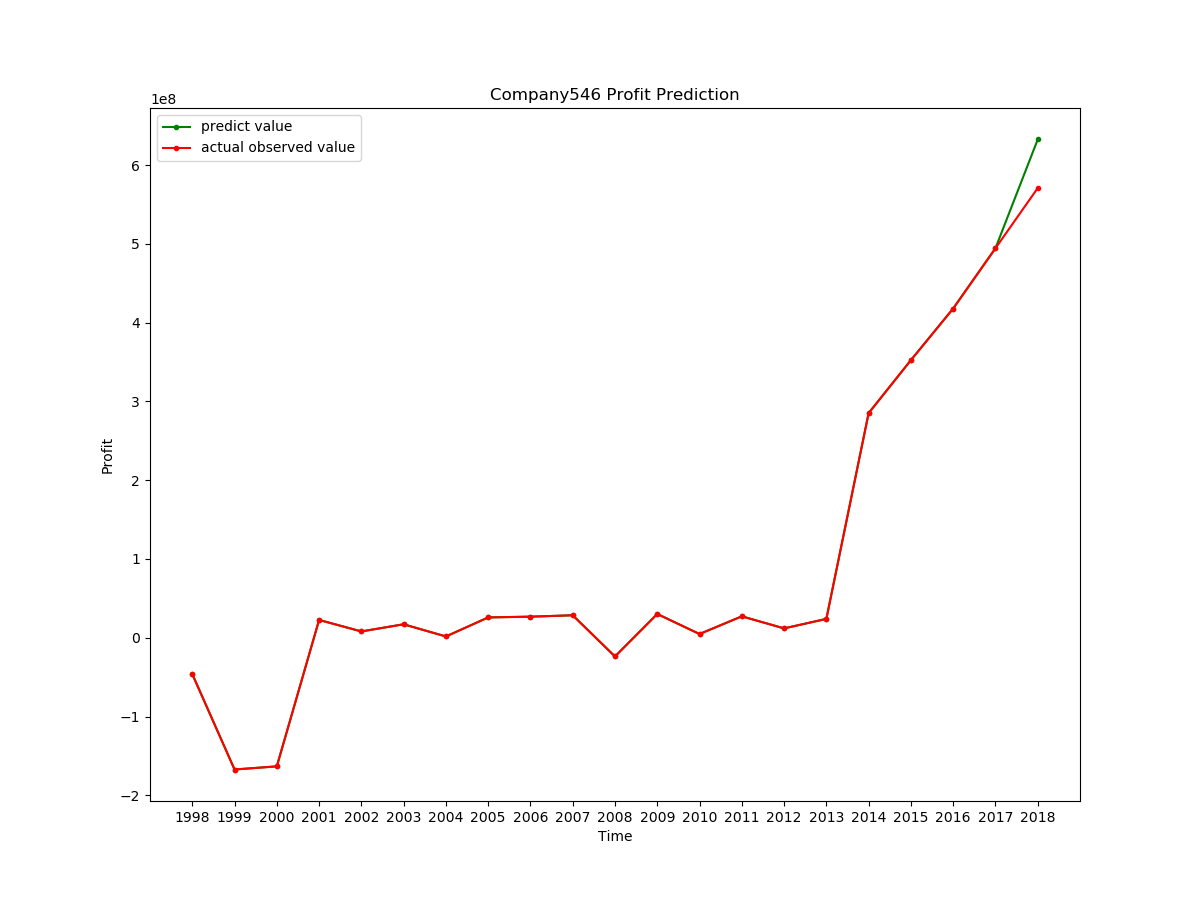 Company546 Profit Prediction
1e8
predict value
actual observed value
6
5
4
3
2
1
0
−1
−2
Profit
1998 1999 2000 2001 2002 2003 2004 2005 2006 2007 2008 2009 2010 2011 2012 2013 2014 2015 2016 2017 2018
Time